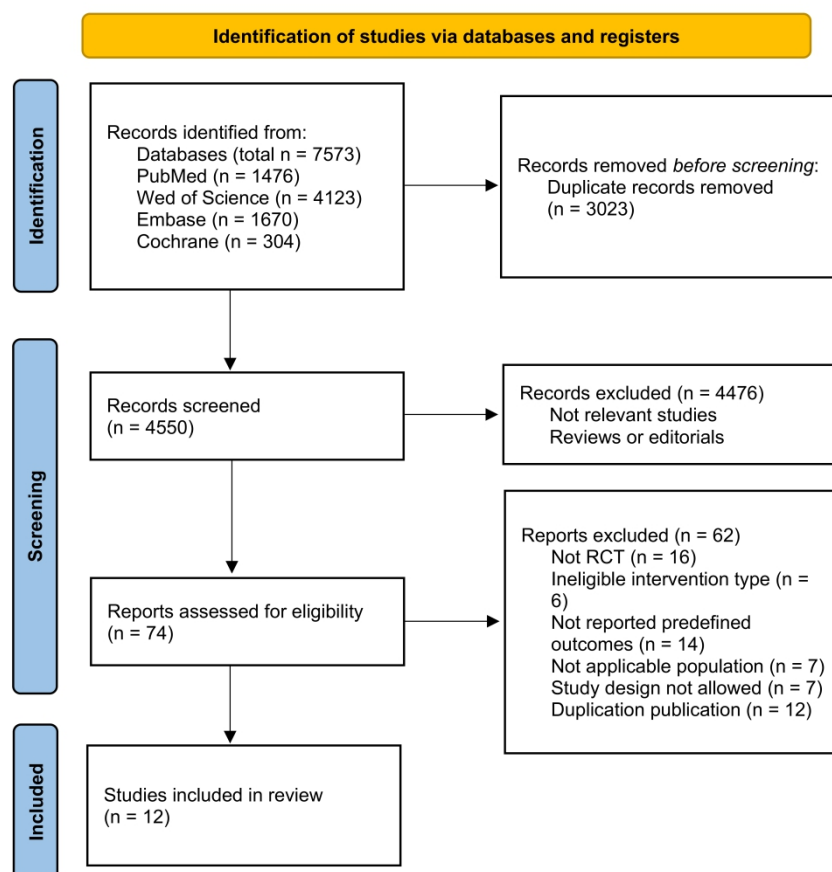 Identification of studies via databases and registers
Identification
Records identified from:
Databases (total n = 7573)
PubMed (n = 1476)
Wed of Science (n = 4123)
Embase (n = 1670)
Cochrane (n = 304)
Records removed before screening:
Duplicate records removed
(n = 3023)
Screening
Records screened
(n = 4550)
Records excluded (n = 4476)
Not relevant studies
Reviews or editorials
Reports assessed for eligibility
(n = 74)
Reports excluded (n = 62)
Not RCT (n = 16)
Ineligible intervention type (n =
6)
Not reported predefined
outcomes (n = 14)
Not applicable population (n = 7)
Study design not allowed (n = 7)
Duplication publication (n = 12)
Included
Studies included in review
(n = 12)